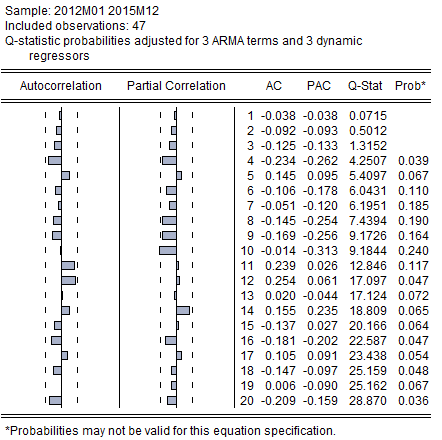 Sample: 2012M01 2015M12
Included observations: 47
Q-statistic probabilities adjusted for 3 ARMA terms and 3 dynamic
regressors
Autocorrelation Partial Correlation AC PAC Q-Stat Prob*
1 -0.038 -0.038 0.0715
2 -0.092 -0.093 0.5012
3 -0.125 -0.133 1.3152
4 -0.234 -0.262 4.2507 0.039
5 0.145 0.095 5.4097 0.067
6 -0.106 -0.178 6.0431 0.110
7 -0.051 -0.120 6.1951 0.185
8 -0.145 -0.254 7.4394 0.190
9 -0.169 -0.256 9.1726 0.164
10 -0.014 -0.313 9.1844 0.240
11 0.239 0.026 12.846 0.117
12 0.254 0.061 17.097 0.047
13 0.020 -0.044 17.124 0.072
14 0.155 0.235 18.809 0.065
15 -0.137 0.027 20.166 0.064
16 -0.181 -0.202 22.587 0.047
17 0.105 0.091 23.438 0.054
18 -0.147 -0.097 25.159 0.048
19 0.006 -0.090 25.162 0.067
20 -0.209 -0.159 28.870 0.036
*Probabilities may not be valid for this equation specification.